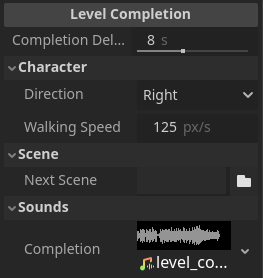 Level Completion
Completion Del... 8 s
Character
Direction Right
Walking Speed 125 px/s
Scene
Next Scene
Sounds
Completion
level_co...